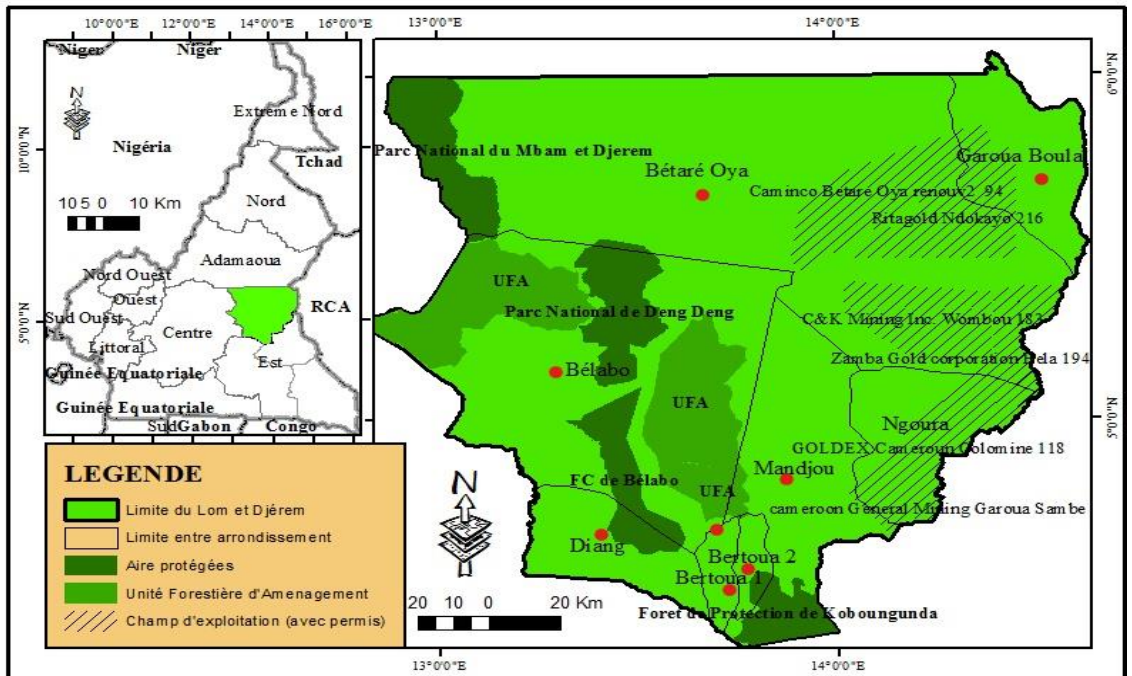 10°0'0"E 12°0'0"E 14°0'0"E 16°0'0"E
13°0'0"E 14°0'0"E
Niger Niger
N
Extrême Nord
Nigéria
Tchad
10°0'0"N
10 5 0 10 Km
Nord
Adamaoua
Nord Ouest
Ouest
RCA
Sud Ouest
Centre
5°0'0"N
Littoral
Est
Guinée Equatoriale
Guinée Equatoriale
Sud Gabon Congo
6°0'0"N
Parc National du Mbam et Djerem
Bétaré Oya
Garoua Boulai
Caminco Betaré Oya renouv2 94
Ritagold Ndokayo 216
UFA
Parc National de Deng Deng
C&K Mining Inc. Wombou 183
Zamba Gold corporation Bela 194
Bélabo
UFA
Ngoura
5°0'0"N
GOLDEX Cameroun Colomine 118
Mandjou
FC de Bélabo
UFA
cameroon General Mining Garoua Sambe
Diang
Bertoua 2
Bertoua 1
Foret de Protection de Koboungunda
N
20 10 0 20 Km
13°0'0"E 14°0'0"E
LEGENDE
Limite du Lom et Djérem
Limite entre arrondissement
Aire protégées
Unité Forestière d'Amenagement
Champ d'exploitation (avec permis)